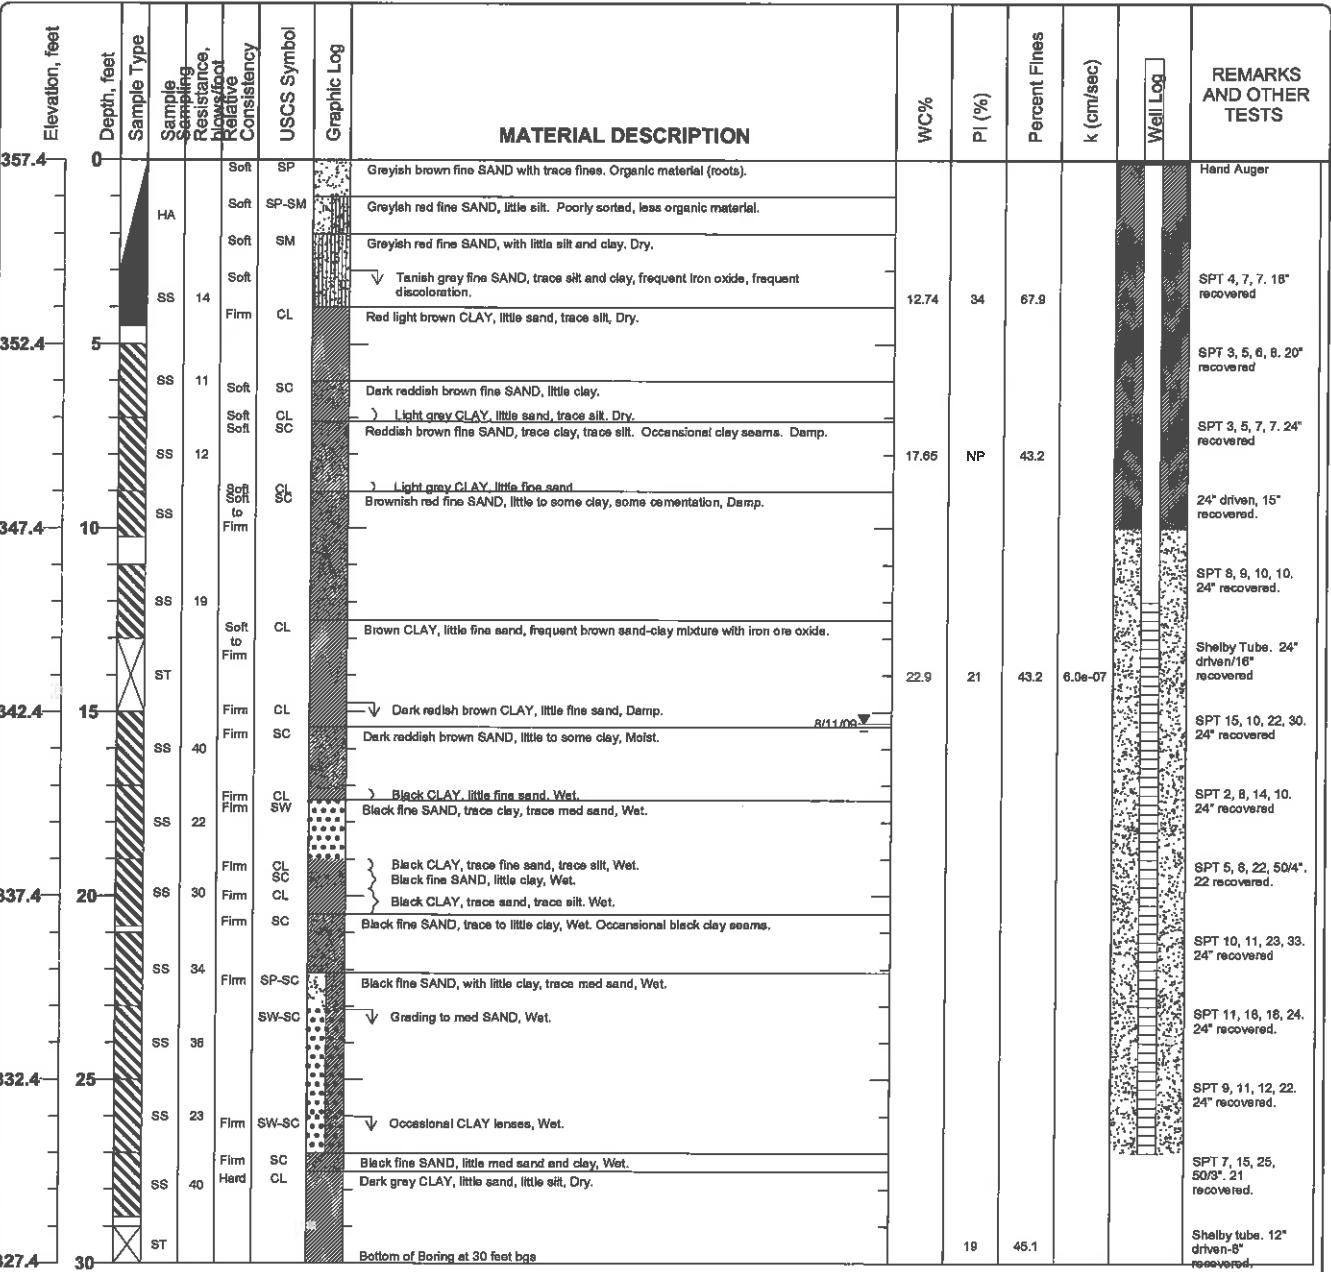 Elevation, feet
Depth, feet
Sample Type
Sample
Sampling
Resistance,
blows/foot
Relative
Consistency
USCS Symbol
Graphic Log
MATERIAL DESCRIPTION
WC%
PI (%)
Percent Fines
k (cm/sec)
Well Log
REMARKS
AND OTHER
TESTS
357.4 0 Soft SP Greyish brown fine SAND with trace fines. Organic material (roots). Hand Auger
HA Soft SP-SM Greyish red fine SAND, little silt. Poorly sorted, less organic material.
Soft SM Greyish red fine SAND, with little silt and clay. Dry.
Soft Tanish grey fine SAND, trace silt and clay, frequent iron oxide, frequent
discoloration.
SS 14 12.74 34 67.9 SPT 4, 7, 7. 18"
recovered
Firm CL Red light brown CLAY, little sand, trace silt, Dry.
352.4 5 SPT 3, 5, 6, 8. 20"
recovered
SS 11 Soft SC Dark reddish brown fine SAND, little clay.
Soft CL Light grey CLAY, little sand, trace silt. Dry.
Soft SC Reddish brown fine SAND, trace clay, trace silt. Occansional clay seams. Damp.
SPT 3, 5, 7, 7. 24"
recovered
SS 12 17.65 NP 43.2
Soft CL Light grey CLAY, little fine sand
Soft SC Brownish red fine SAND, little to some clay, some cementation, Damp.
to
Firm
SS 24" driven, 15"
recovered.
347.4 10
SPT 8, 9, 10, 10.
24" recovered.
SS 19
Soft CL Brown CLAY, little fine sand, frequent brown sand-clay mixture with iron ore oxide.
to
Firm
ST 22.9 21 43.2 6.0e-07 Shelby Tube. 24"
driven/16"
recovered
342.4 15 Firm CL Dark redish brown CLAY, little fine sand, Damp.
8/11/09
Firm SC Dark reddish brown SAND, little to some clay, Moist.
SPT 15, 10, 22, 30.
24" recovered
SS 40
Firm CL Black CLAY, little fine sand, Wet.
Firm SW Black fine SAND, trace clay, trace med sand, Wet.
SPT 2, 8, 14, 10.
24" recovered
SS 22
Firm CL Black CLAY, trace fine sand, trace silt, Wet.
SC Black fine SAND, little clay, Wet.
SPT 5, 8, 22, 50/4".
22 recovered.
337.4 20 SS 30 Firm CL Black CLAY, trace sand, trace silt. Wet.
Firm SC Black fine SAND, trace to little clay, Wet. Occansional black clay seams.
SPT 10, 11, 23, 33.
24" recovered
SS 34
Firm SP-SC Black fine SAND, with little clay, trace med sand, Wet.
SW-SC Grading to med SAND, Wet.
SPT 11, 18, 18, 24.
24" recovered.
SS 36
332.4 25
SPT 9, 11, 12, 22.
24" recovered.
SS 23 Firm SW-SC Occasional CLAY lenses, Wet.
Firm SC Black fine SAND, little med sand and clay, Wet.
Hard CL Dark grey CLAY, little sand, little silt, Dry.
SS 40 SPT 7, 15, 25,
50/3". 21
recovered.
ST 19 45.1 Shelby tube. 12"
driven-8"
recovered.
327.4 30 Bottom of Boring at 30 feet bgs